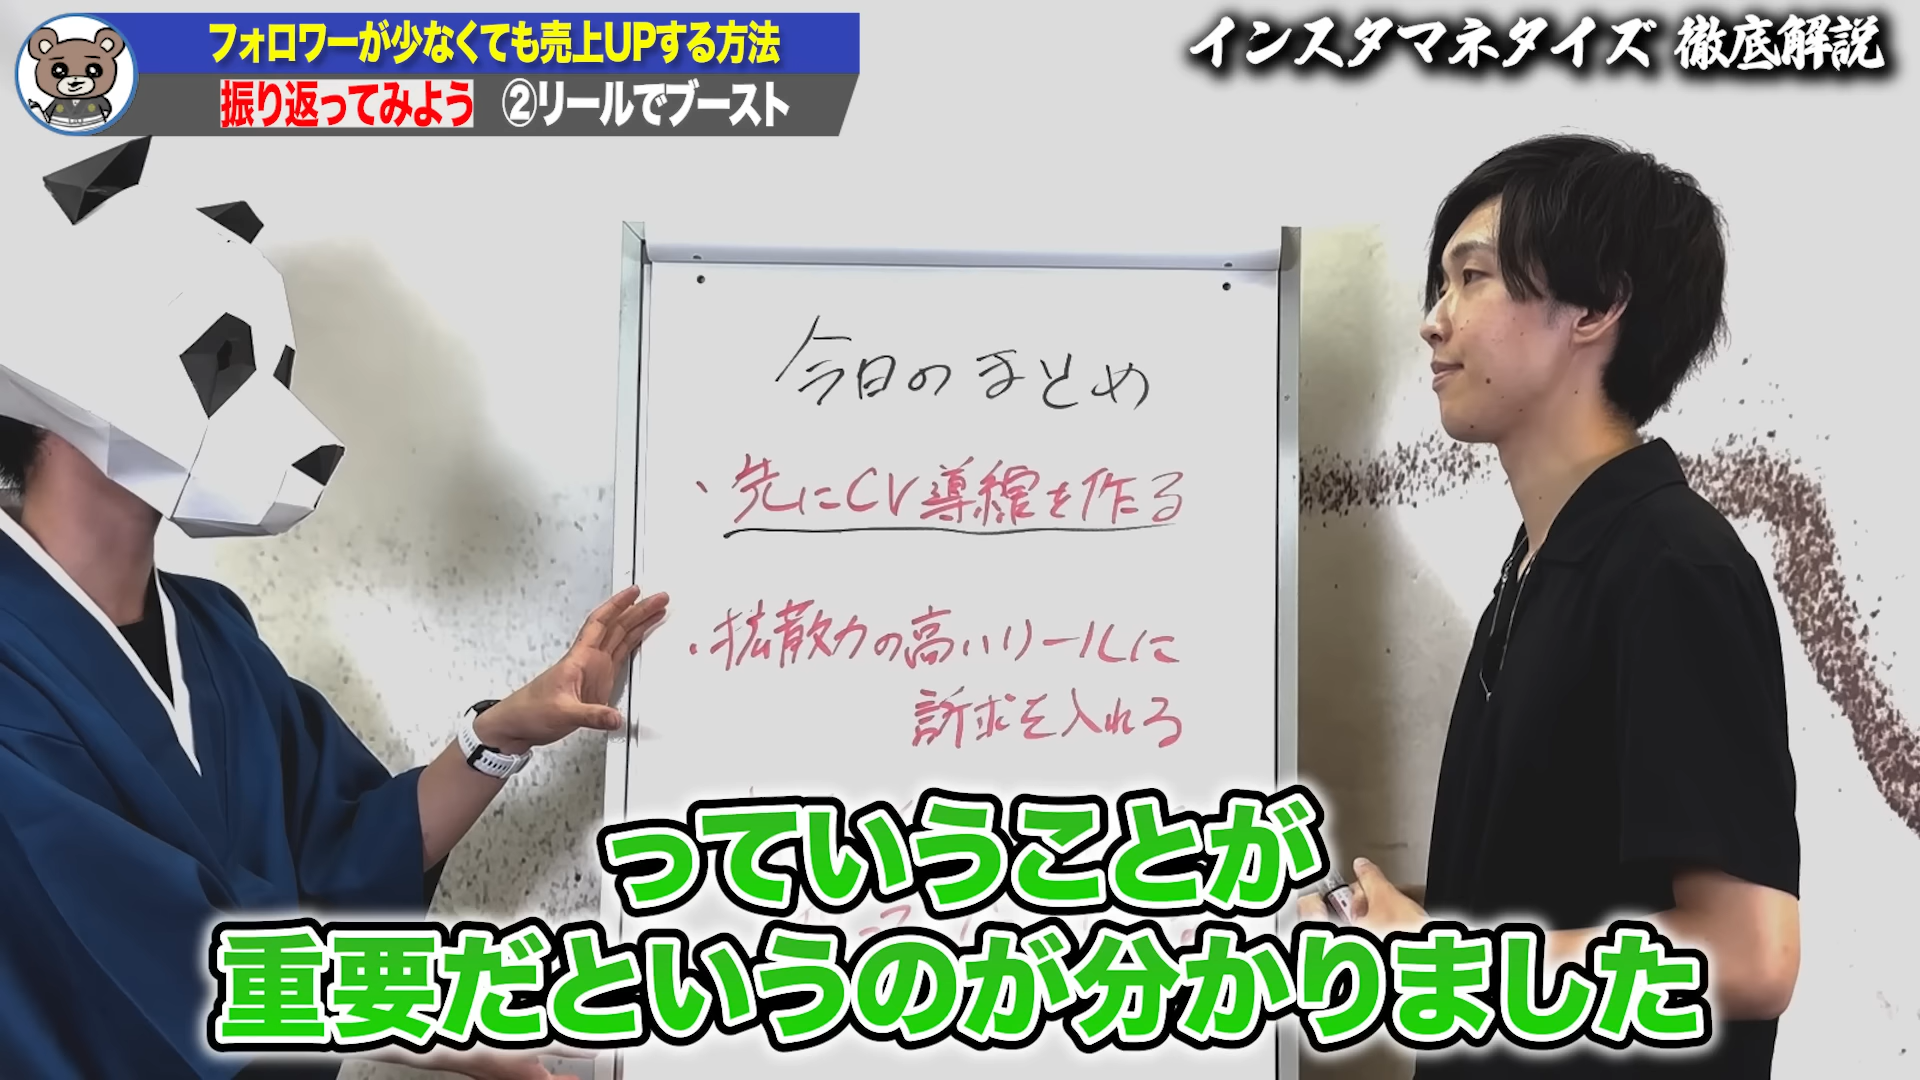 フォロワーが少なくても売上UPする方法
振り返ってみよう ②リールでブースト
インスタマネタイズ 徹底解説
今日のまとめ
・先にCV導線を作る
・拡散力の高いリールに
訴求を入れる
っていうことが
重要だというのが分かりました